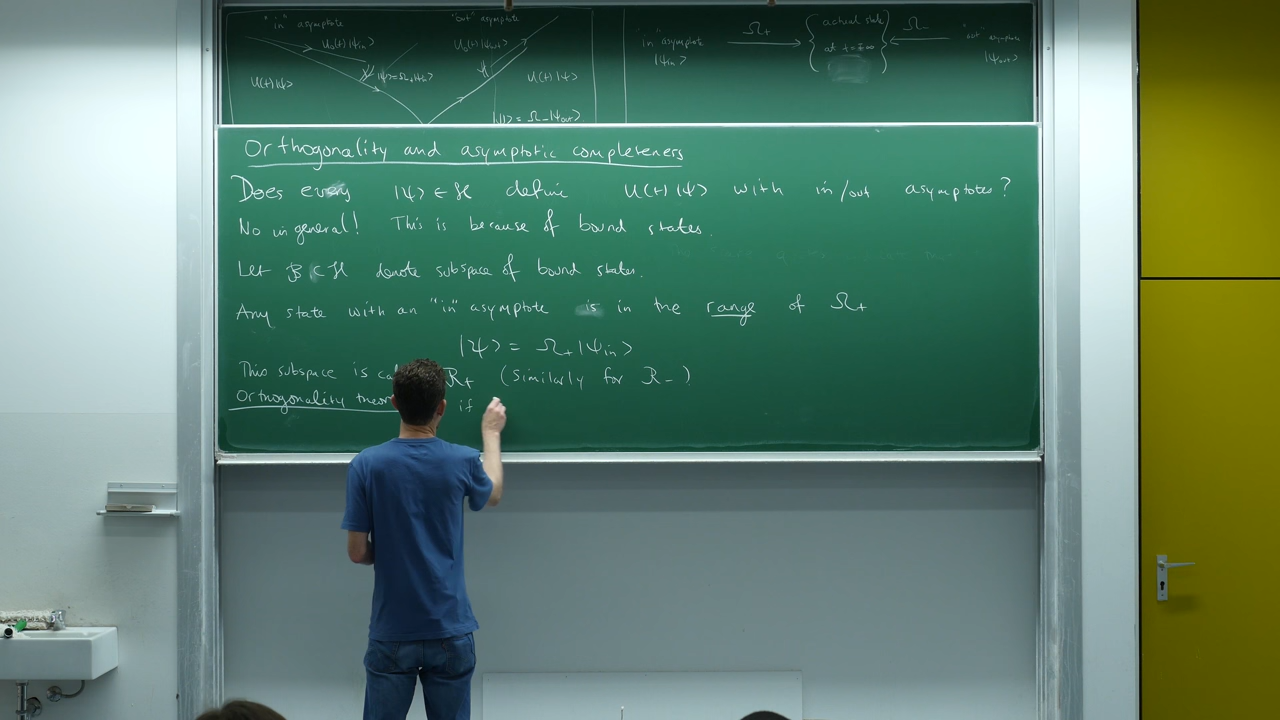 "in" asymptote
"out" asymptote
U₀(t)|ψin⟩
U₀(t)|ψout⟩
|ψ⟩=Ω₊|ψin⟩
U(t)|ψ⟩
U(t)|ψ⟩
|ψ⟩ = Ω₋|ψout⟩
"in" asymptote
|ψin⟩
Ω₊
actual state
at t=
Ω₋
"out" asymptote
|ψout⟩
Orthogonality and asymptotic completeness
Does every |ψ⟩ ∈ ℋ define U(t)|ψ⟩ with in/out asymptotes?
No in general! This is because of bound states.
Let ℬ ⊂ ℋ denote subspace of bound states.
Any state with an "in" asymptote is in the range of Ω₊
|ψ⟩ = Ω₊|ψin⟩
This subspace is ℛ₊ (Similarly for ℛ₋)
Orthogonality if